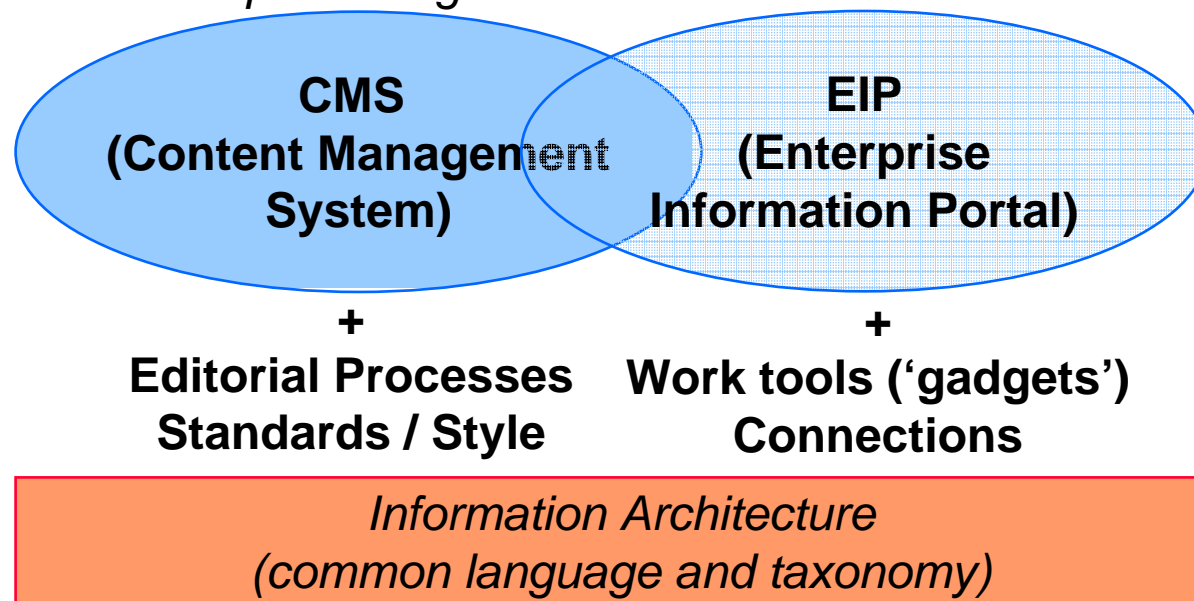 CMS
(Content Management
System)
EIP
(Enterprise
Information Portal)
+
Editorial Processes
Standards / Style
+
Work tools (‘gadgets’)
Connections
Information Architecture
(common language and taxonomy)